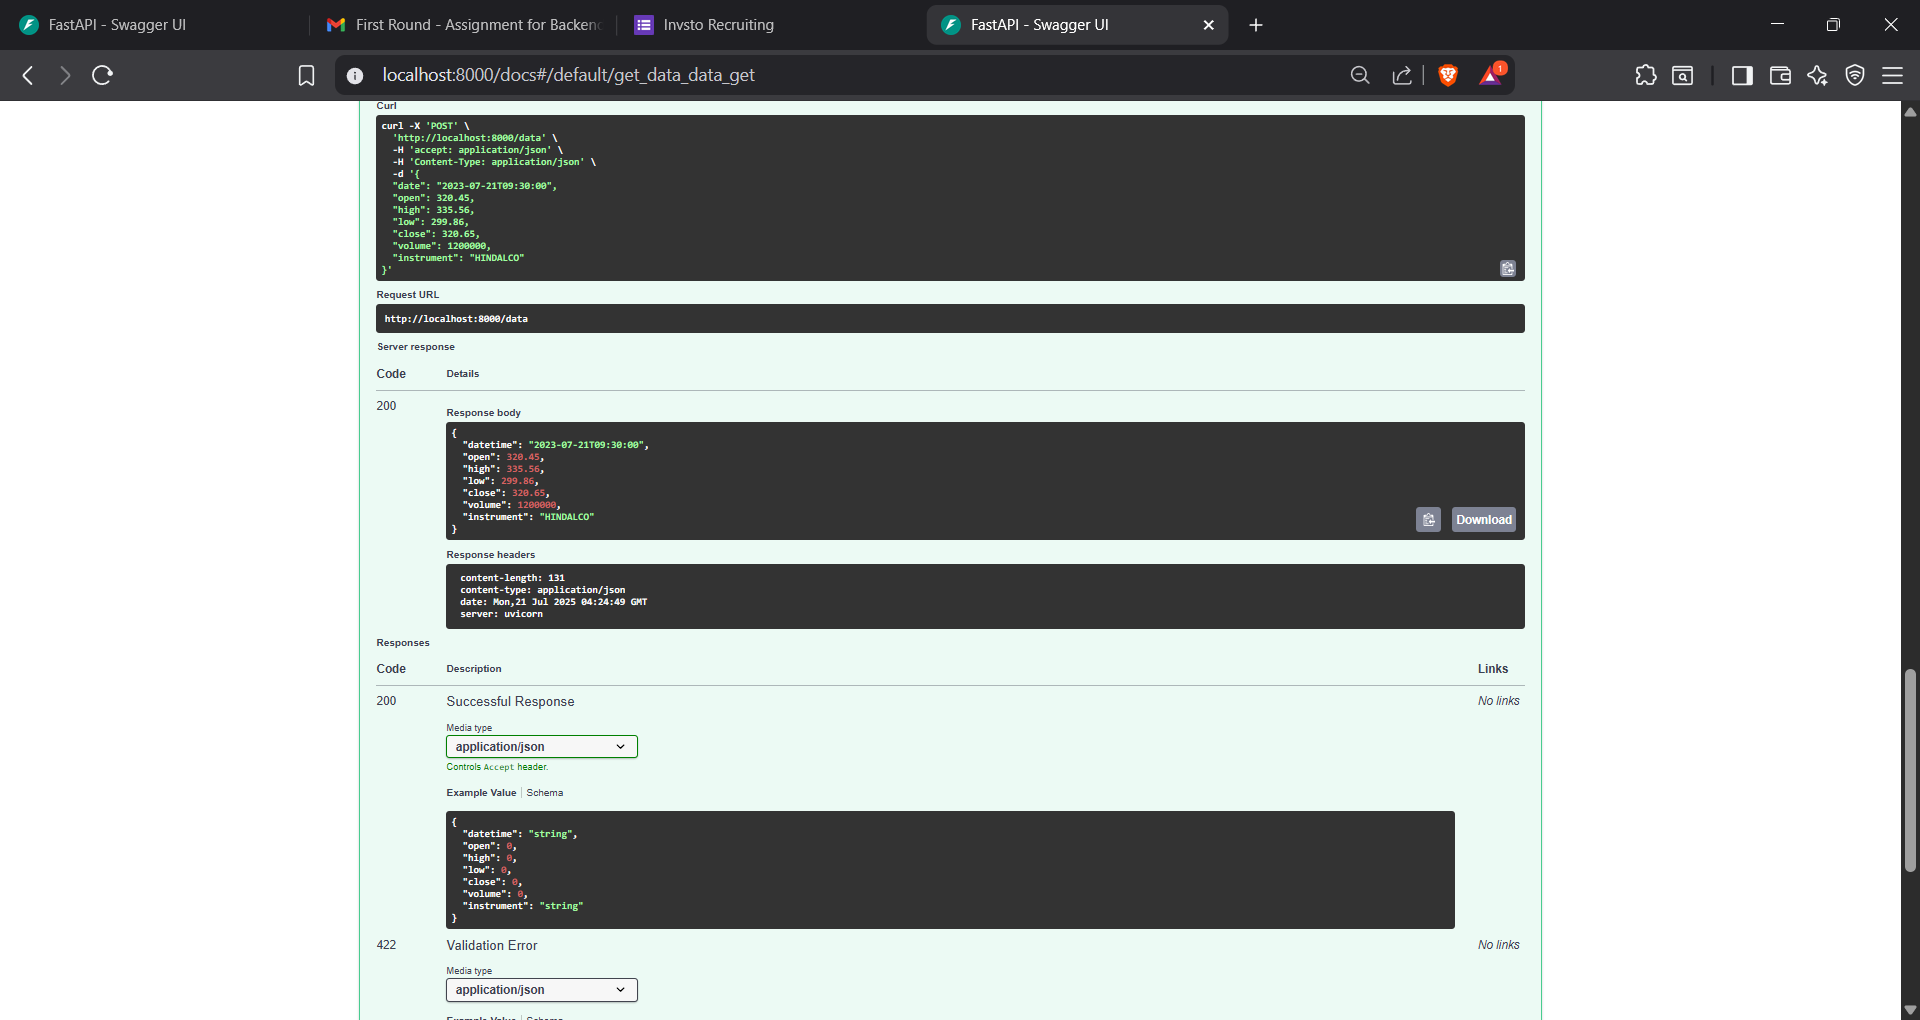 FastAPI - Swagger UI
First Round - Assignment for Backend
Invsto Recruiting
FastAPI - Swagger UI
localhost:8000/docs#/default/get_data_data_get
1
Curl
curl -X 'POST' \
'http://localhost:8000/data' \
-H 'accept: application/json' \
-H 'Content-Type: application/json' \
-d '{
"date": "2023-07-21T09:30:00",
"open": 320.45,
"high": 335.56,
"low": 299.86,
"close": 320.65,
"volume": 1200000,
"instrument": "HINDALCO"
}'
Request URL
http://localhost:8000/data
Server response
Code Details
200
Response body
{
"datetime": "2023-07-21T09:30:00",
"open": 320.45,
"high": 335.56,
"low": 299.86,
"close": 320.65,
"volume": 1200000,
"instrument": "HINDALCO"
}
Download
Response headers
content-length: 131
content-type: application/json
date: Mon,21 Jul 2025 04:24:49 GMT
server: uvicorn
Responses
Code Description Links
200 Successful Response No links
Media type
application/json
Controls Accept header.
Example Value Schema
{
"datetime": "string",
"open": 0,
"high": 0,
"low": 0,
"close": 0,
"volume": 0,
"instrument": "string"
}
422 Validation Error No links
Media type
application/json
Example Value Schema